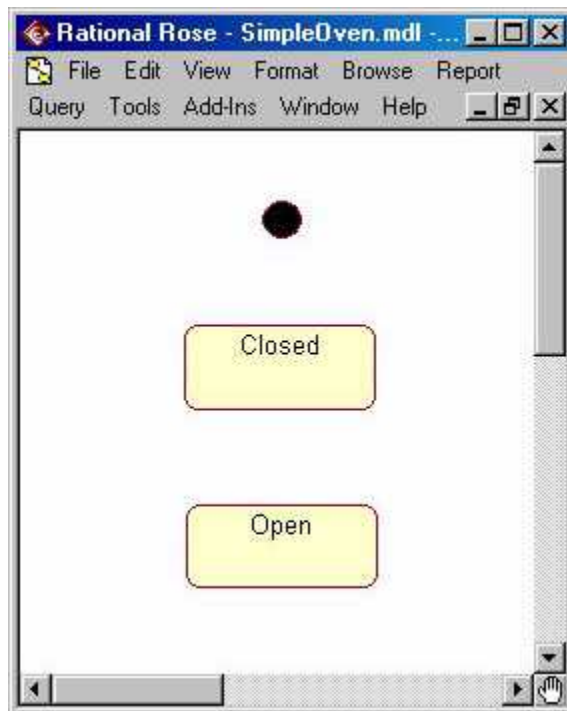 Rational Rose - SimpleOven.mdl -...
File Edit View Format Browse Report
Query Tools Add-Ins Window Help
Closed
Open